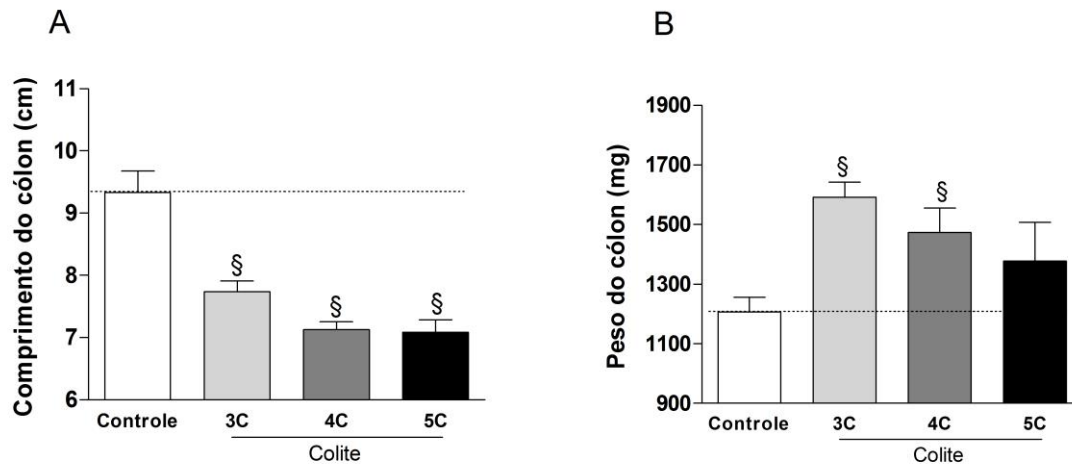 A
Comprimento do cólon (cm)
11
10
9
8
7
6
§
§
§
Controle 3C 4C 5C
Colite
B
Peso do cólon (mg)
1900
1700
1500
1300
1100
900
§
§
Controle 3C 4C 5C
Colite